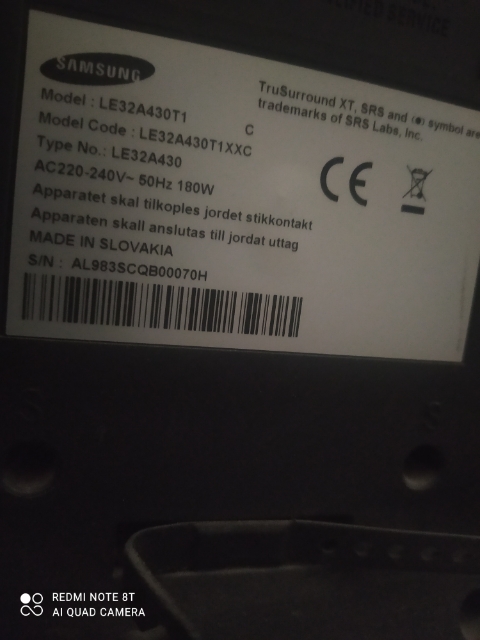 SAMSUNG
Model : LE32A430T1
C
Model Code : LE32A430T1XXC
Type No.: LE32A430
AC220-240V~ 50Hz 180W
Apparatet skal tilkoples jordet stikkontakt
Apparaten skall anslutas till jordat uttag
MADE IN SLOVAKIA
S/N : AL983SCQB00070H
TruSurround XT, SRS and (●) symbol are
trademarks of SRS Labs, Inc.
CE
REDMI NOTE 8T
AI QUAD CAMERA